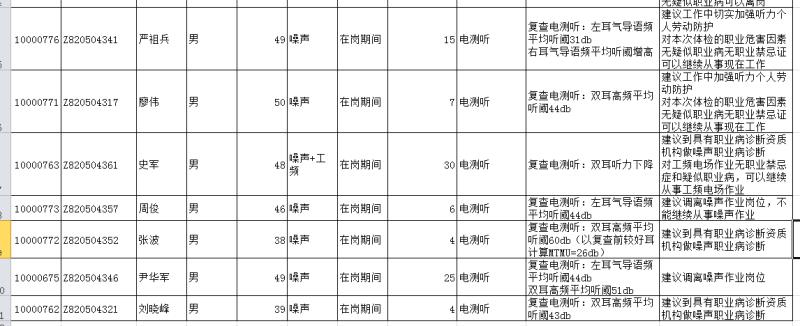 无疑似职业病可以离岗
10000776 Z820504341 严祖兵 男 49 噪声 在岗期间 15 电测听
复查电测听：左耳气导语频
平均听阈31db
右耳气导语频平均听阈增高
建议工作中切实加强听力个
人劳动防护
对本次体检的职业危害因素
无疑似职业病无职业禁忌证
可以继续从事现在工作
10000771 Z820504317 廖伟 男 50 噪声 在岗期间 7 电测听
复查电测听：双耳高频平均
听阈44db
建议工作中加强听力个人劳
动防护
对本次体检的职业危害因素
无疑似职业病无职业禁忌证
可以继续从事现在工作
10000763 Z820504361 史军 男 48
噪声+工
频
在岗期间 30 电测听
复查电测听：双耳听力下降
建议到具有职业病诊断资质
机构做噪声职业病诊断
对工频电场作业无职业禁忌
症和疑似职业病，可以继续
从事工频电场作业
10000773 Z820504357 周俊 男 46 噪声 在岗期间 6 电测听
复查电测听：左耳气导语频
平均听阈44db
建议调离噪声作业岗位，不
能继续从事噪声作业
10000772 Z820504352 张波 男 38 噪声 在岗期间 4 电测听
复查电测听：双耳高频平均
听阈60db（以复查前较好耳
计算MTMU=26db）
建议到具有职业病诊断资质
机构做噪声职业病诊断
10000675 Z820504346 尹华军 男 49 噪声 在岗期间 25 电测听
复查电测听：左耳气导语频
平均听阈44db
双耳高频平均听阈51db
建议调离噪声作业岗位
10000762 Z820504321 刘晓峰 男 39 噪声 在岗期间 4 电测听
复查电测听：双耳高频平均
听阈43db
建议到具有职业病诊断资质
机构做噪声职业病诊断